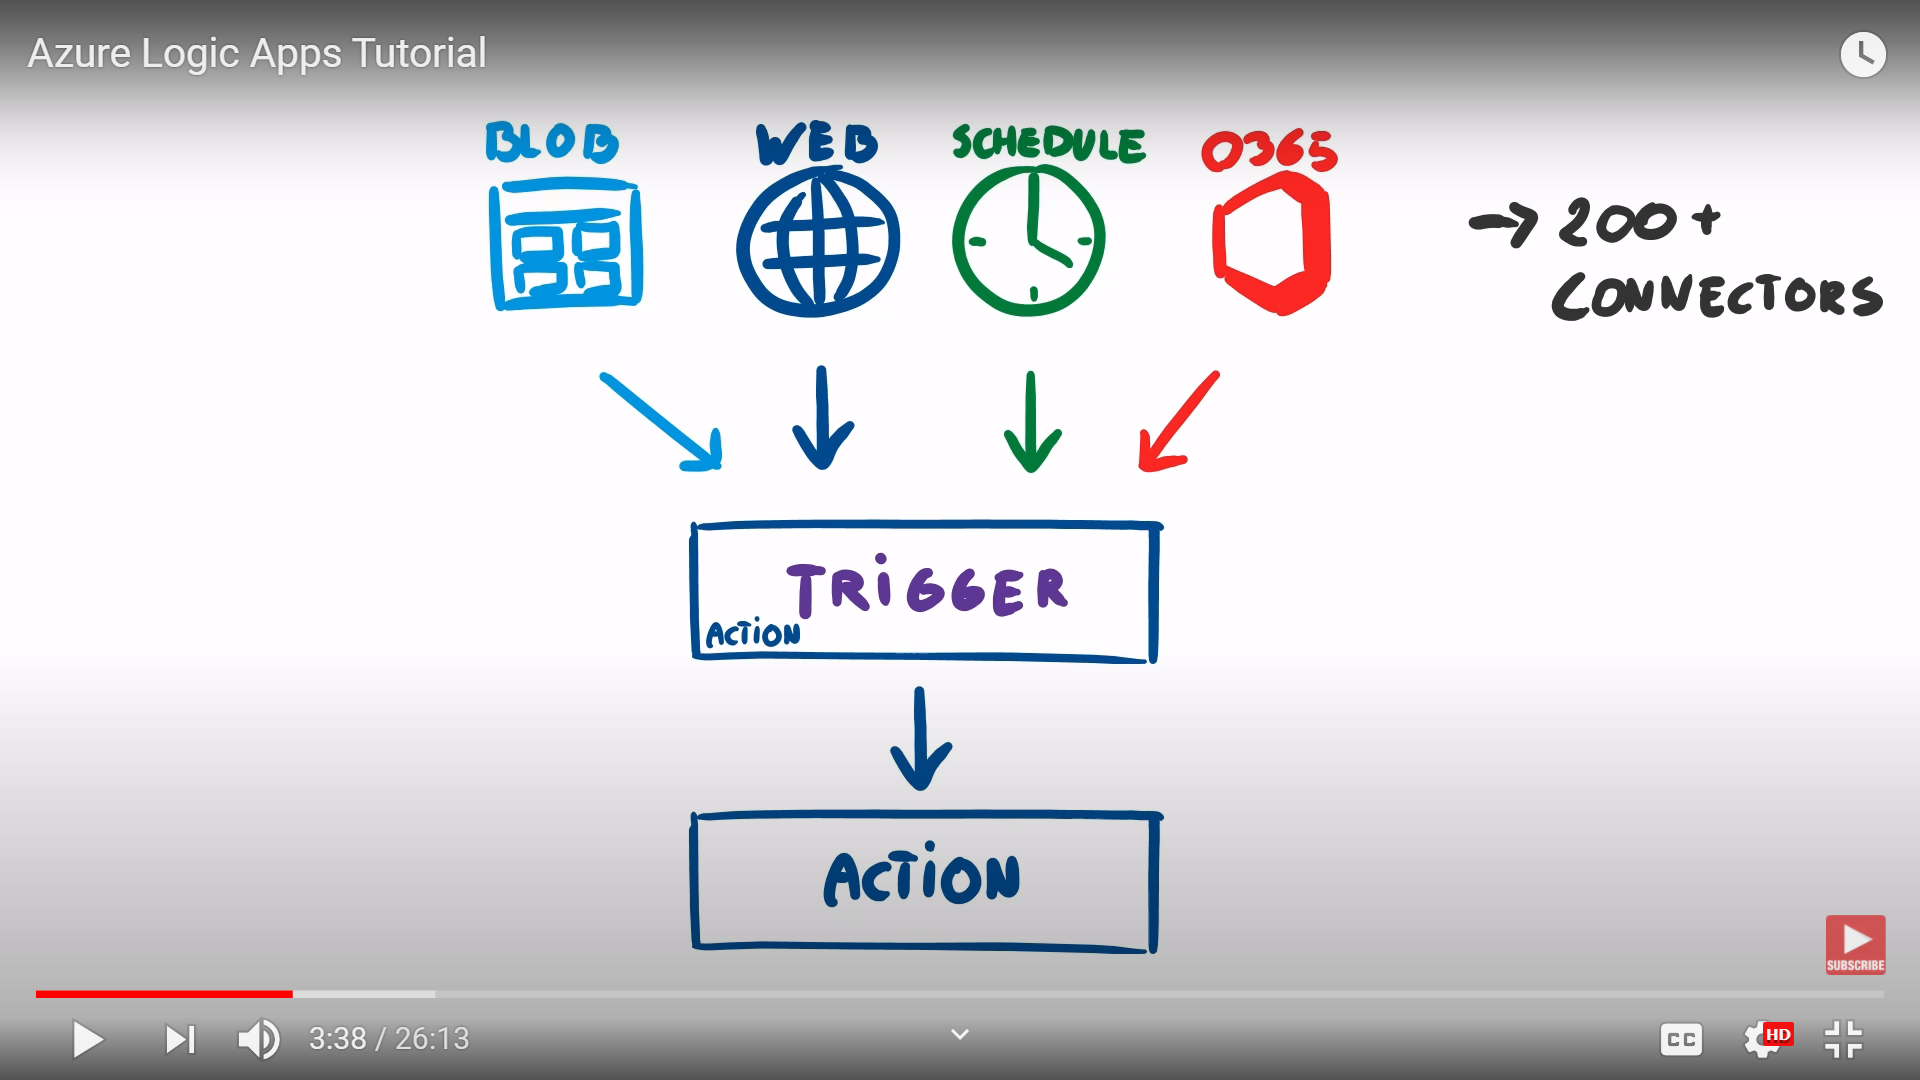 Azure Logic Apps Tutorial
BLOB
WEB
SCHEDULE
O365
→ 200+
CONNECTORS
TRiGGER
ACTiON
ACTiON
SUBSCRIBE
3:38 / 26:13
CC
HD